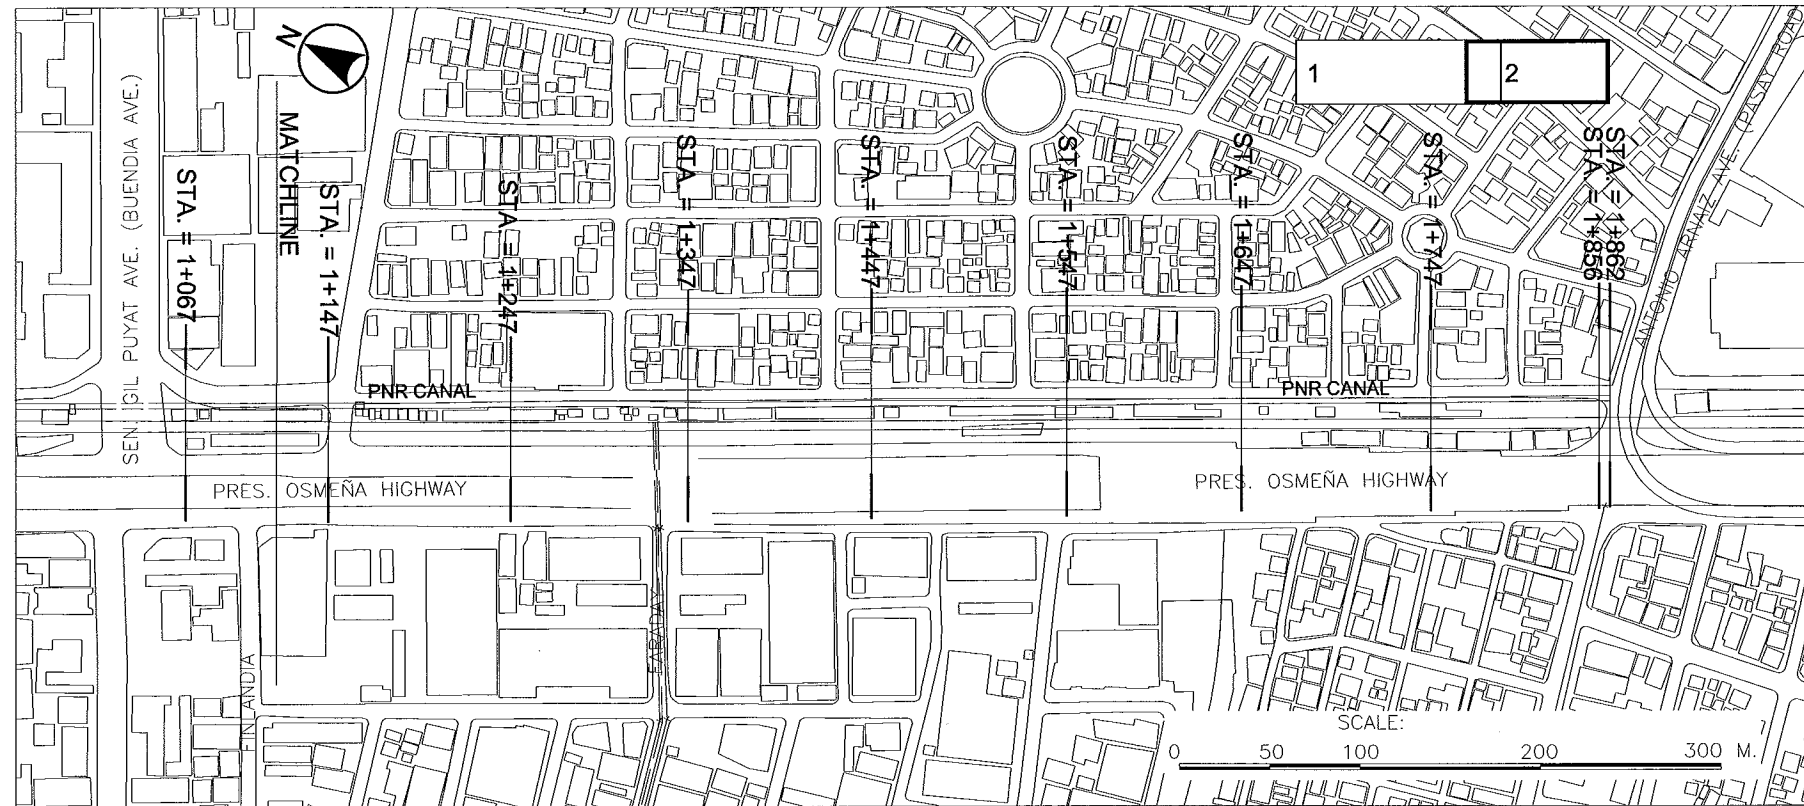 N
1
2
SEN. GIL PUYAT AVE. (BUENDIA AVE.)
STA. = 1+067
MATCHLINE
STA. = 1+147
STA. = 1+247
STA. = 1+347
STA. = 1+447
STA. = 1+547
STA. = 1+647
STA. = 1+747
STA. = 1+856
STA. = 1+862
ANTONIO ARNAIZ AVE. (PASAY ROAD)
PNR CANAL
PNR CANAL
PRES. OSMEÑA HIGHWAY
PRES. OSMEÑA HIGHWAY
FINLANDIA
FARADAY
SCALE:
0 50 100 200 300 M.